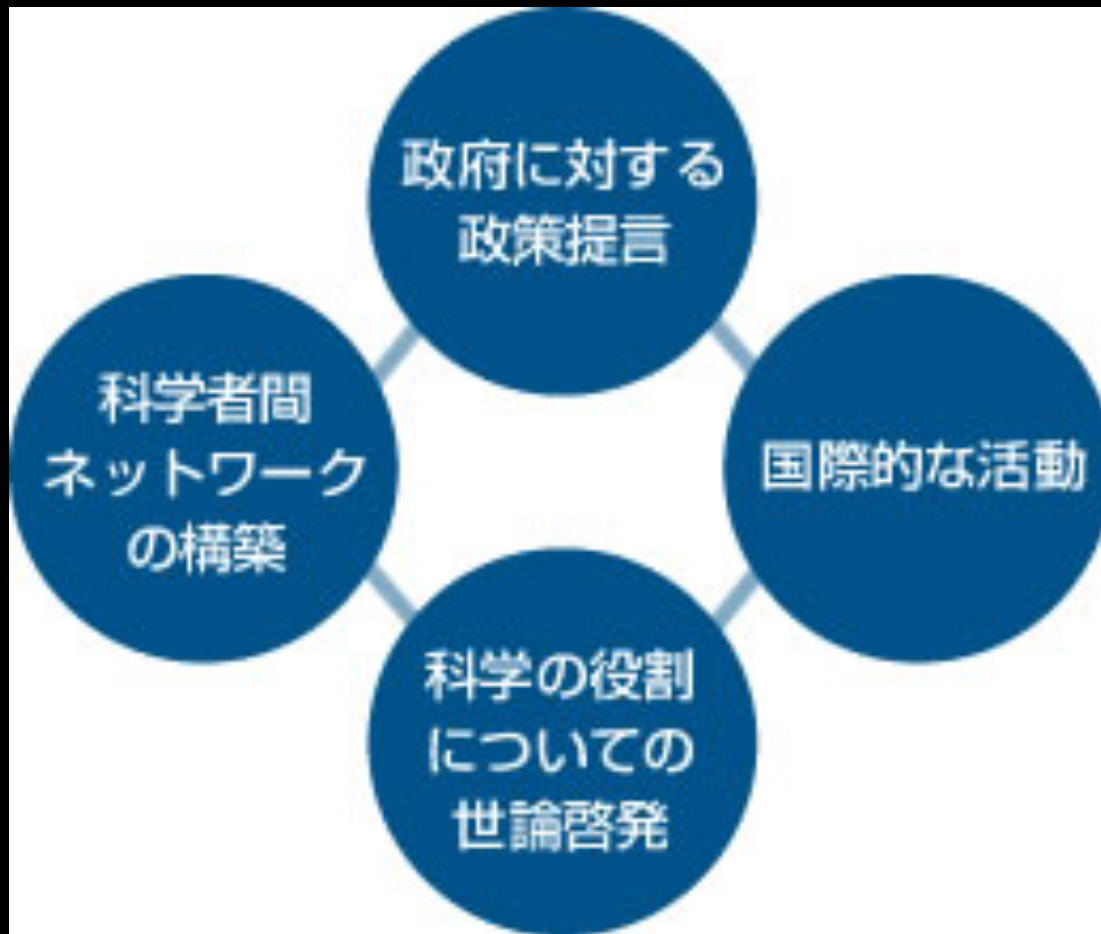 政府に対する
政策提言
科学者間
ネットワーク
の構築
国際的な活動
科学の役割
についての
世論啓発